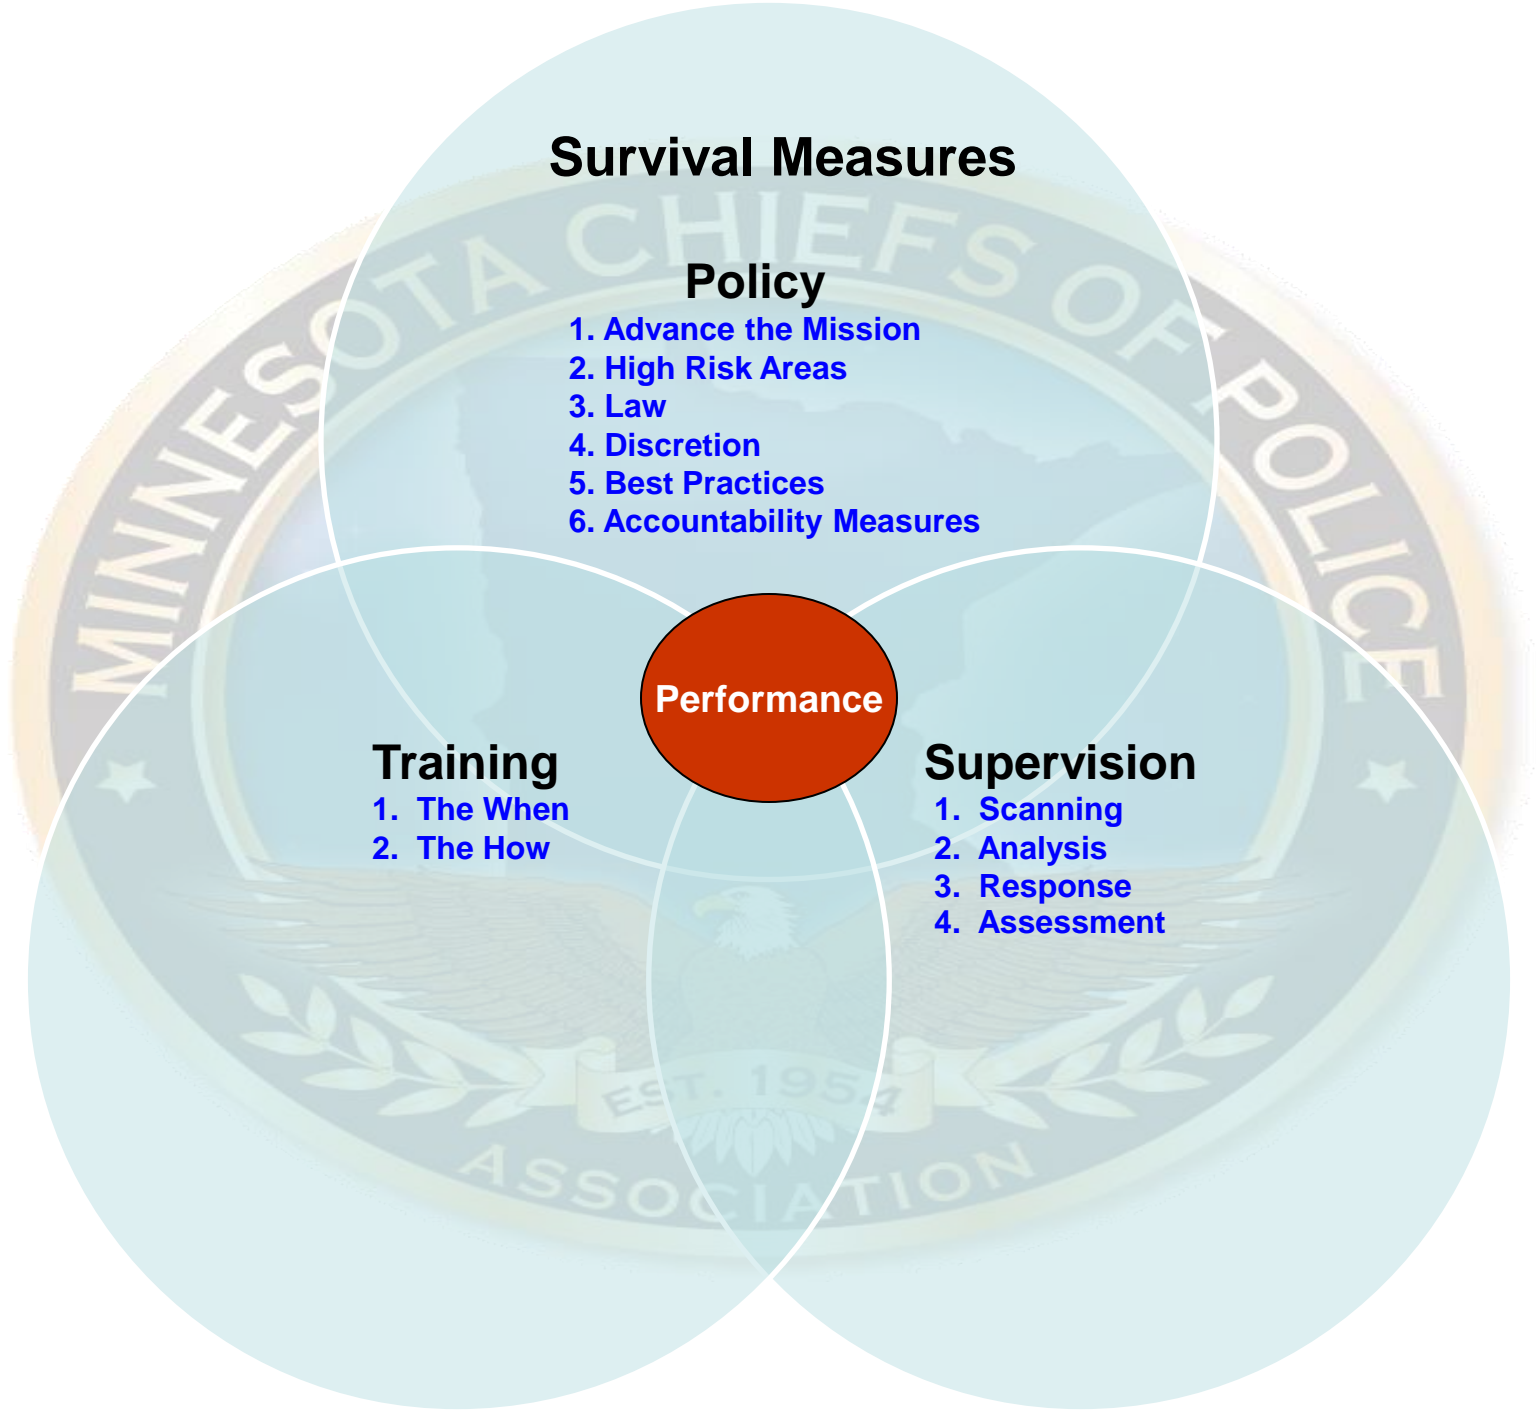 Survival Measures
MINNESOTA CHIEFS OF POLICE
Policy
1. Advance the Mission
2. High Risk Areas
3. Law
4. Discretion
5. Best Practices
6. Accountability Measures
Performance
Training
1. The When
2. The How
Supervision
1. Scanning
2. Analysis
3. Response
4. Assessment
EST. 1954
ASSOCIATION